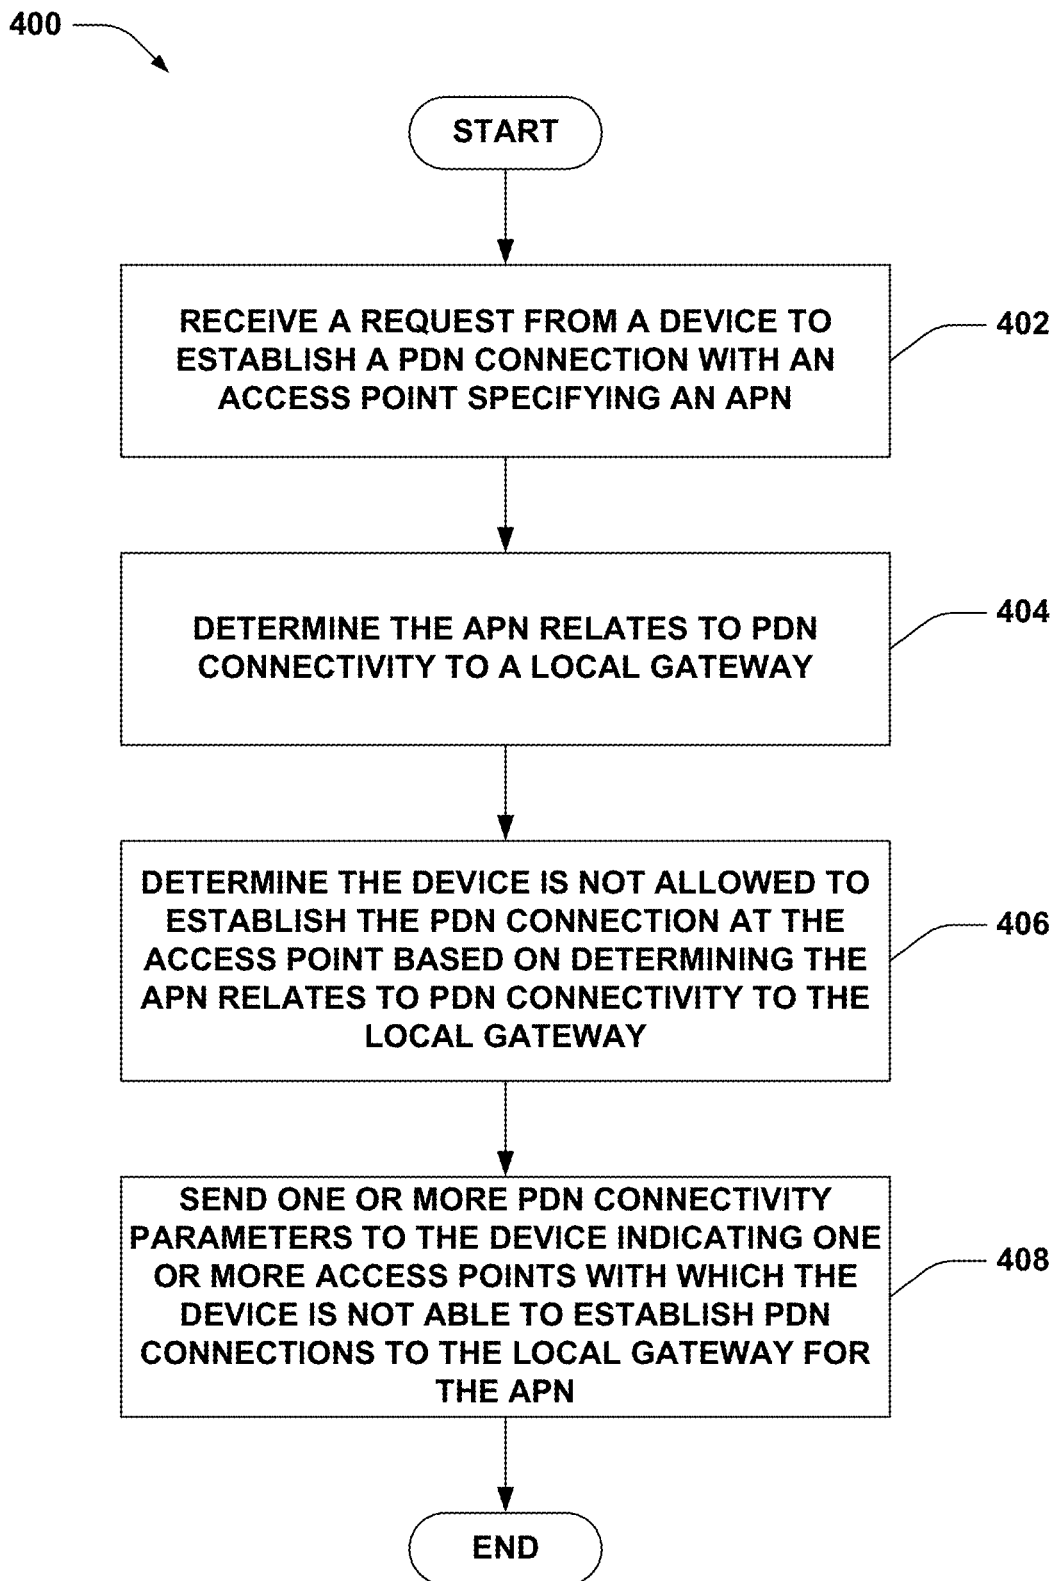 400
START
RECEIVE A REQUEST FROM A DEVICE TO
ESTABLISH A PDN CONNECTION WITH AN
ACCESS POINT SPECIFYING AN APN
402
DETERMINE THE APN RELATES TO PDN
CONNECTIVITY TO A LOCAL GATEWAY
404
DETERMINE THE DEVICE IS NOT ALLOWED TO
ESTABLISH THE PDN CONNECTION AT THE
ACCESS POINT BASED ON DETERMINING THE
APN RELATES TO PDN CONNECTIVITY TO THE
LOCAL GATEWAY
406
SEND ONE OR MORE PDN CONNECTIVITY
PARAMETERS TO THE DEVICE INDICATING ONE
OR MORE ACCESS POINTS WITH WHICH THE
DEVICE IS NOT ABLE TO ESTABLISH PDN
CONNECTIONS TO THE LOCAL GATEWAY FOR
THE APN
408
END